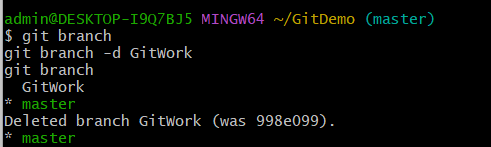 admin@DESKTOP-I9Q7BJ5 MINGW64 ~/GitDemo (master)
$ git branch
git branch -d GitWork
git branch
  GitWork
* master
Deleted branch GitWork (was 998e099).
* master